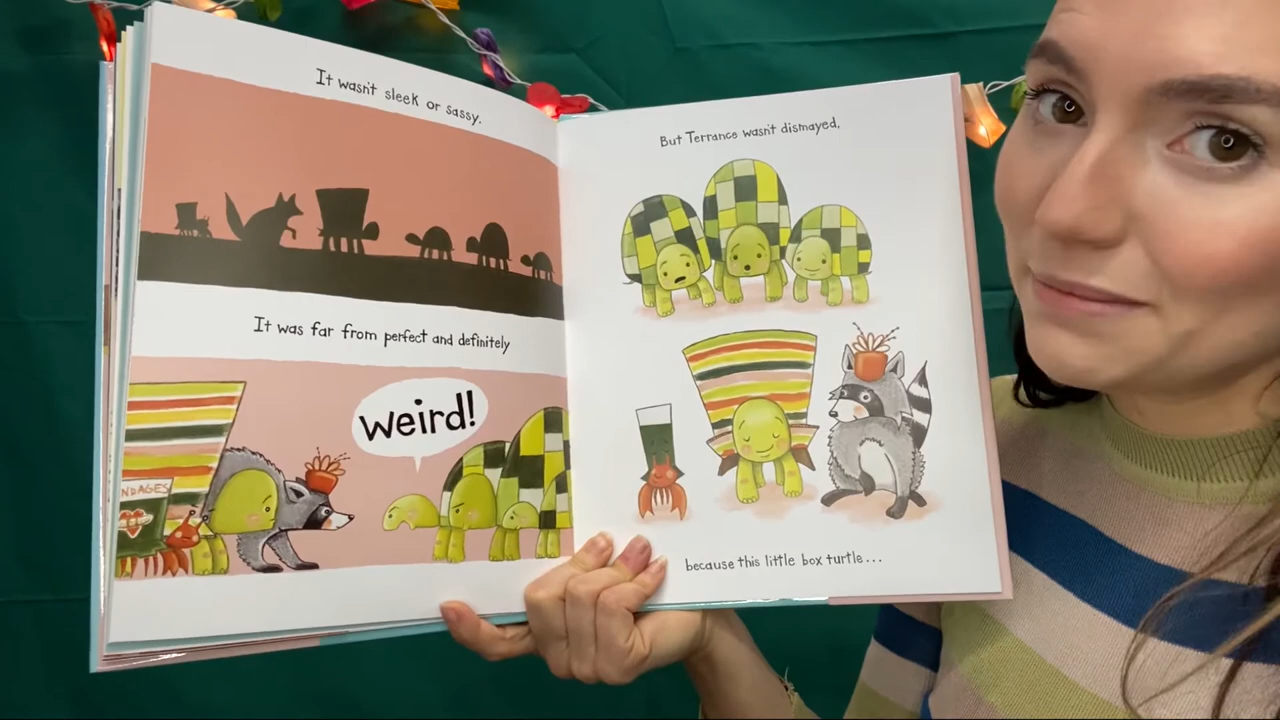 It wasn't sleek or sassy.
It was far from perfect and definitely
weird!
NDAGES
But Terrance wasn't dismayed,
because this little box turtle...